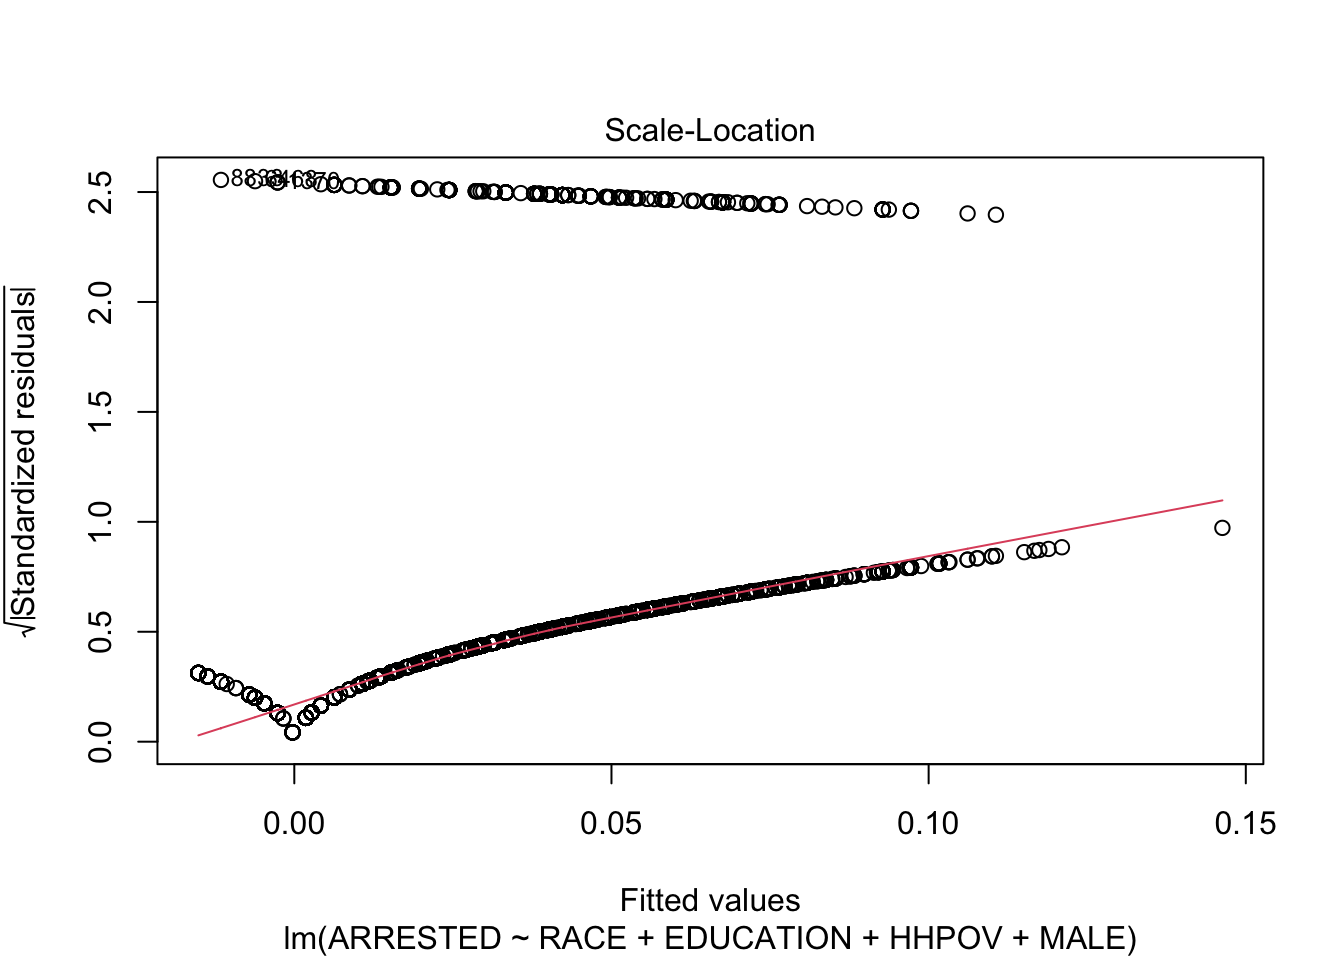 Scale-Location
√|Standardized residuals|
2.5
2.0
1.5
1.0
0.5
0.0
0.00 0.05 0.10 0.15
Fitted values
lm(ARRESTED ~ RACE + EDUCATION + HHPOV + MALE)